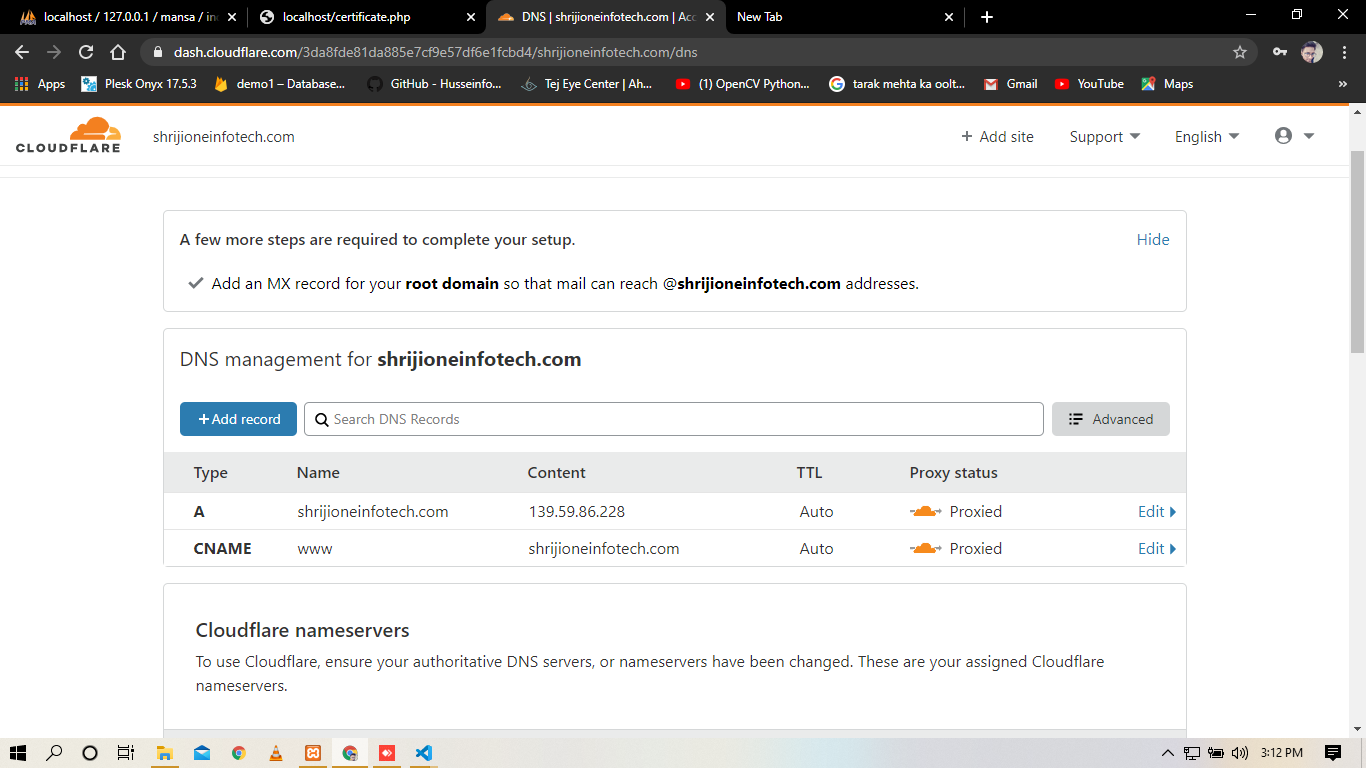 localhost / 127.0.0.1 / mansa / in
localhost/certificate.php
DNS | shrijioneinfotech.com | Acc
New Tab
dash.cloudflare.com/3da8fde81da885e7cf9e57df6e1fcbd4/shrijioneinfotech.com/dns
Apps
Plesk Onyx 17.5.3
demo1 – Database...
GitHub - Husseinfo...
Tej Eye Center | Ah...
(1) OpenCV Python...
tarak mehta ka oolt...
Gmail
YouTube
Maps
»
CLOUDFLARE
shrijioneinfotech.com
+ Add site
Support
English
A few more steps are required to complete your setup.
Hide
Add an MX record for your root domain so that mail can reach @shrijioneinfotech.com addresses.
DNS management for shrijioneinfotech.com
+Add record
Search DNS Records
Advanced
Type Name Content TTL Proxy status
A shrijioneinfotech.com 139.59.86.228 Auto Proxied Edit
CNAME www shrijioneinfotech.com Auto Proxied Edit
Cloudflare nameservers
To use Cloudflare, ensure your authoritative DNS servers, or nameservers have been changed. These are your assigned Cloudflare
nameservers.
3:12 PM